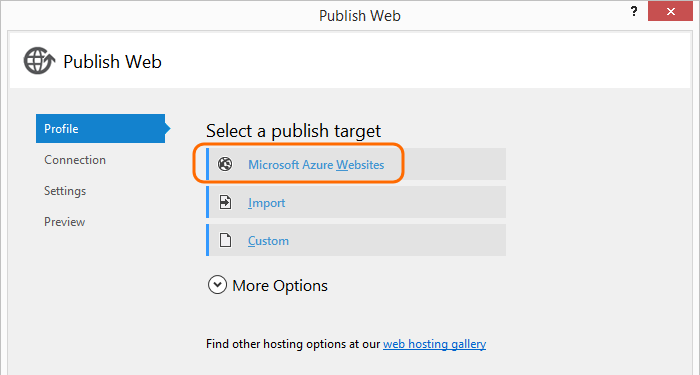 Publish Web
?
Publish Web
Profile
Connection
Settings
Preview
Select a publish target
Microsoft Azure Websites
Import
Custom
More Options
Find other hosting options at our web hosting gallery